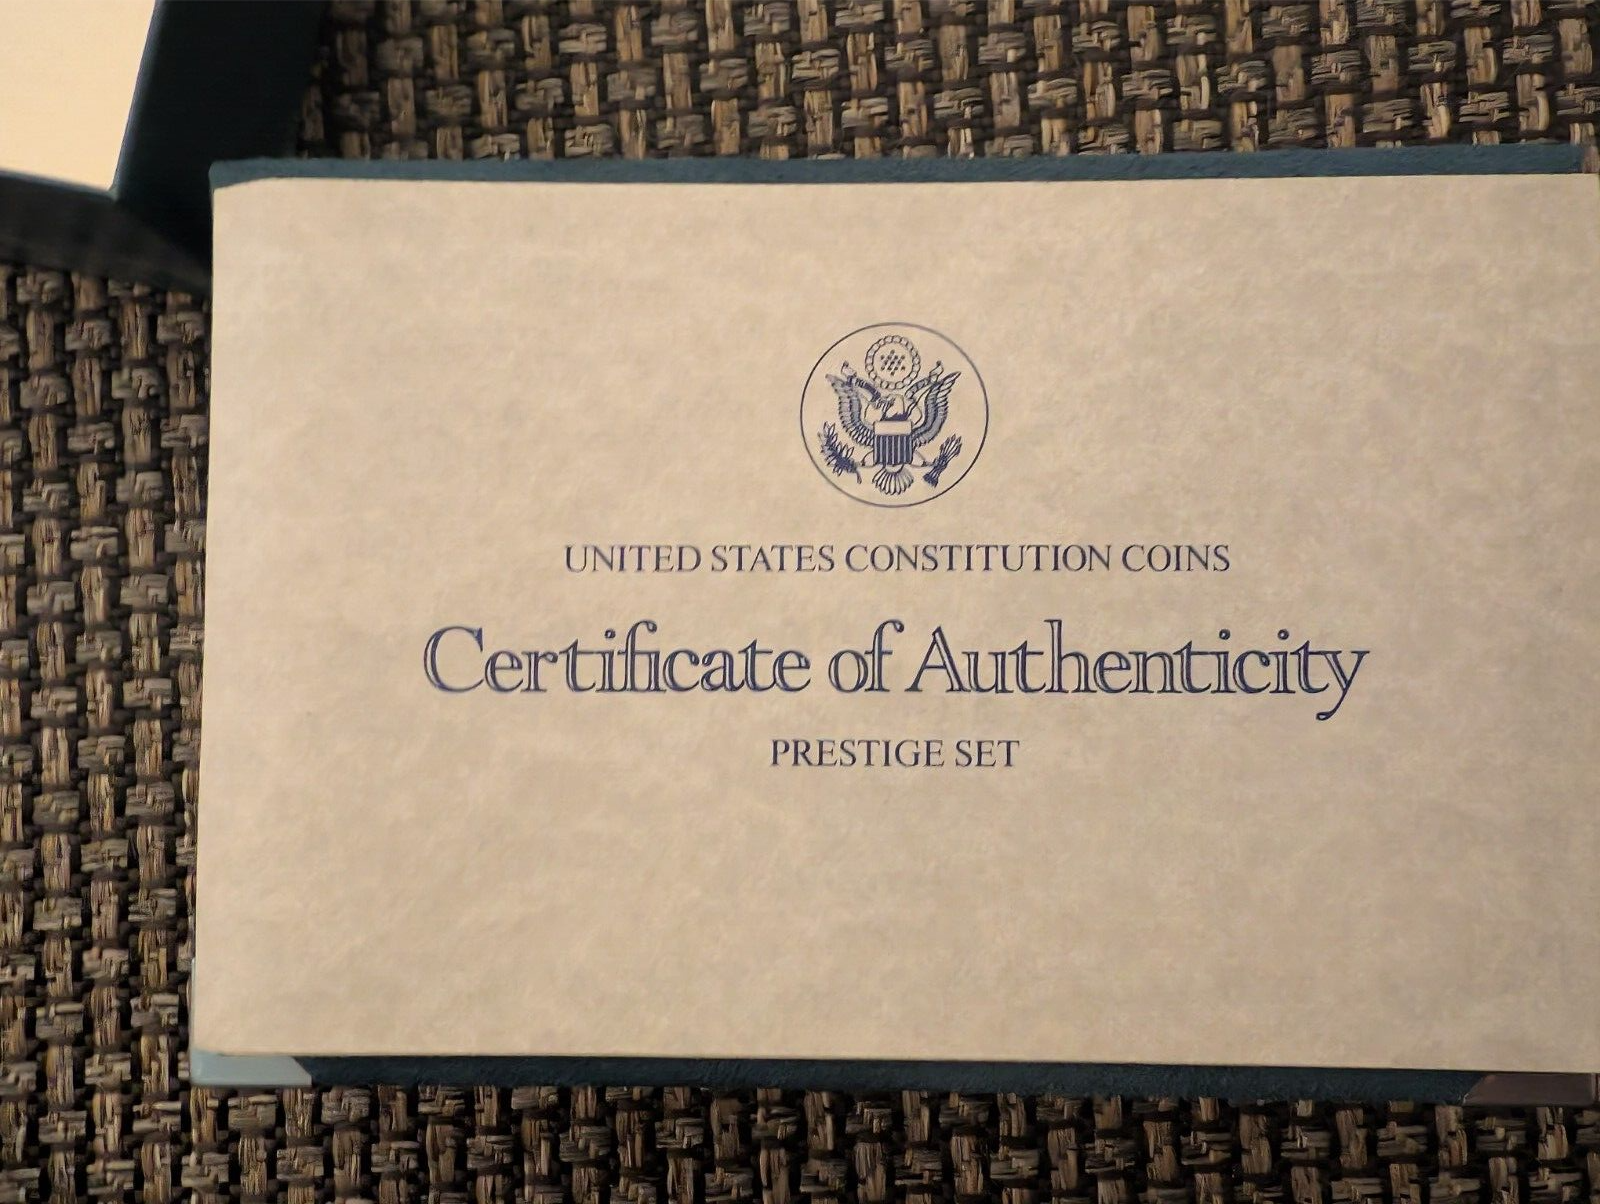 UNITED STATES CONSTITUTION COINS
Certificate of Authenticity
PRESTIGE SET